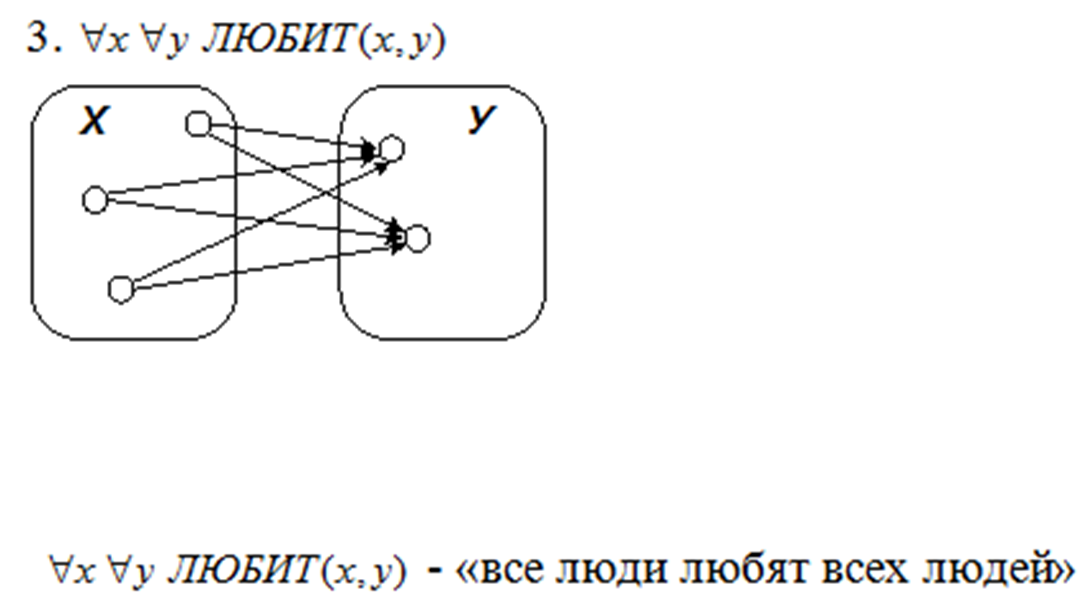 3. ∀x ∀y ЛЮБИТ(x, y)
X У
∀x ∀y ЛЮБИТ(x, y) - «все люди любят всех людей»